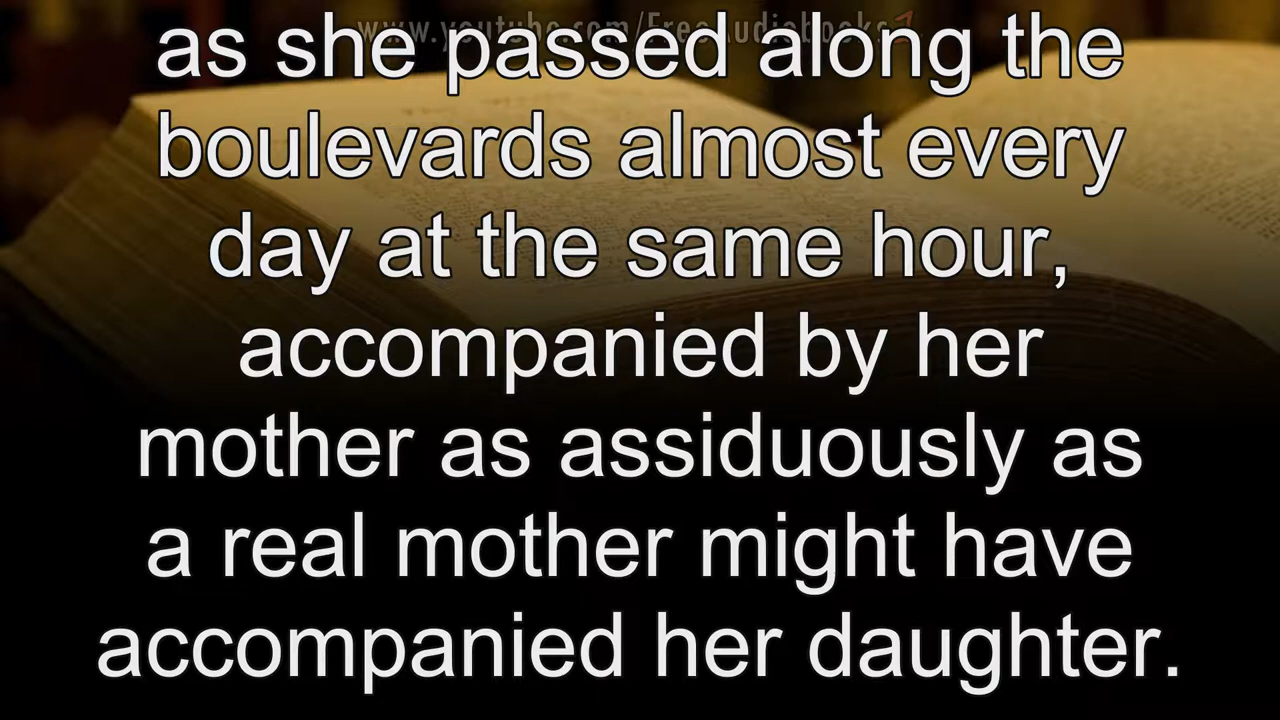 www.youtube.com/FreeAudiobooks
as she passed along the
boulevards almost every
day at the same hour,
accompanied by her
mother as assiduously as
a real mother might have
accompanied her daughter.